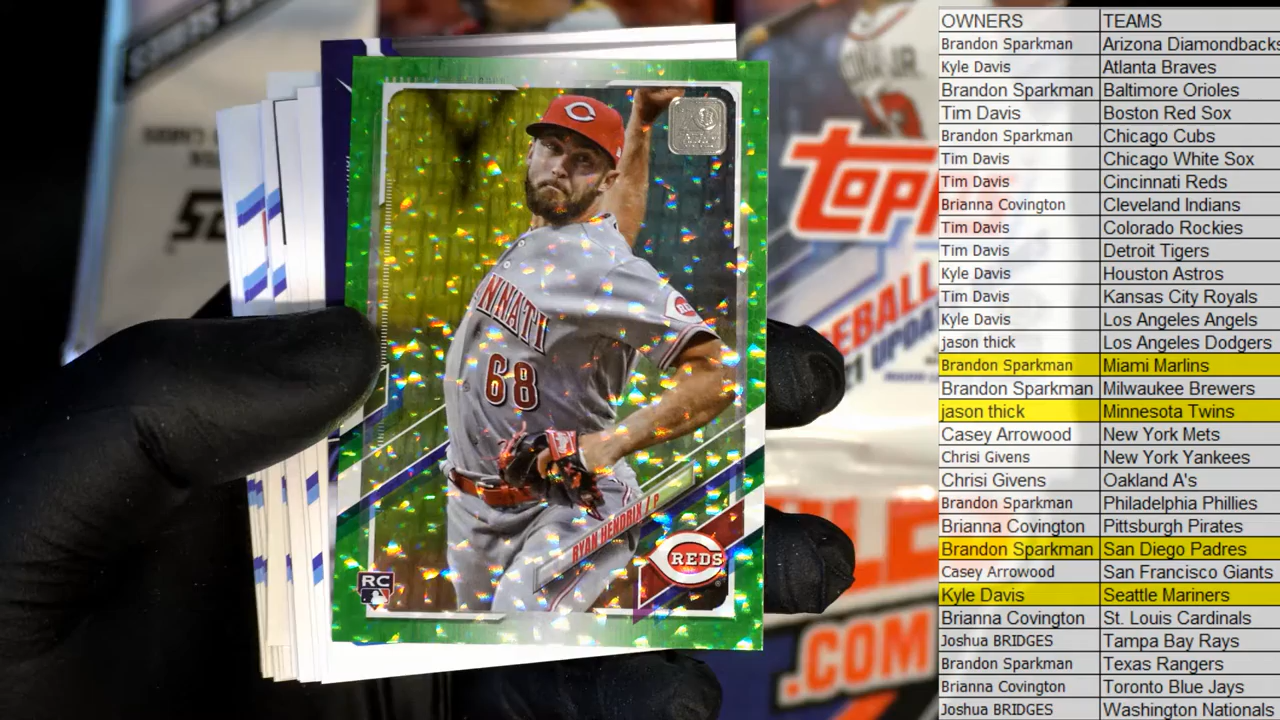 OWNERS TEAMS
Brandon Sparkman Arizona Diamondbacks
Kyle Davis Atlanta Braves
Brandon Sparkman Baltimore Orioles
Tim Davis Boston Red Sox
Brandon Sparkman Chicago Cubs
Tim Davis Chicago White Sox
Tim Davis Cincinnati Reds
Brianna Covington Cleveland Indians
Tim Davis Colorado Rockies
Tim Davis Detroit Tigers
Kyle Davis Houston Astros
Tim Davis Kansas City Royals
Kyle Davis Los Angeles Angels
jason thick Los Angeles Dodgers
Brandon Sparkman Miami Marlins
Brandon Sparkman Milwaukee Brewers
jason thick Minnesota Twins
Casey Arrowood New York Mets
Chrisi Givens New York Yankees
Chrisi Givens Oakland A's
Brandon Sparkman Philadelphia Phillies
Brianna Covington Pittsburgh Pirates
Brandon Sparkman San Diego Padres
Casey Arrowood San Francisco Giants
Kyle Davis Seattle Mariners
Brianna Covington St. Louis Cardinals
Joshua BRIDGES Tampa Bay Rays
Brandon Sparkman Texas Rangers
Brianna Covington Toronto Blue Jays
Joshua BRIDGES Washington Nationals
C
NNATI
68
RYAN HENDRIX / P
REDS
RC
TOPP
.COM